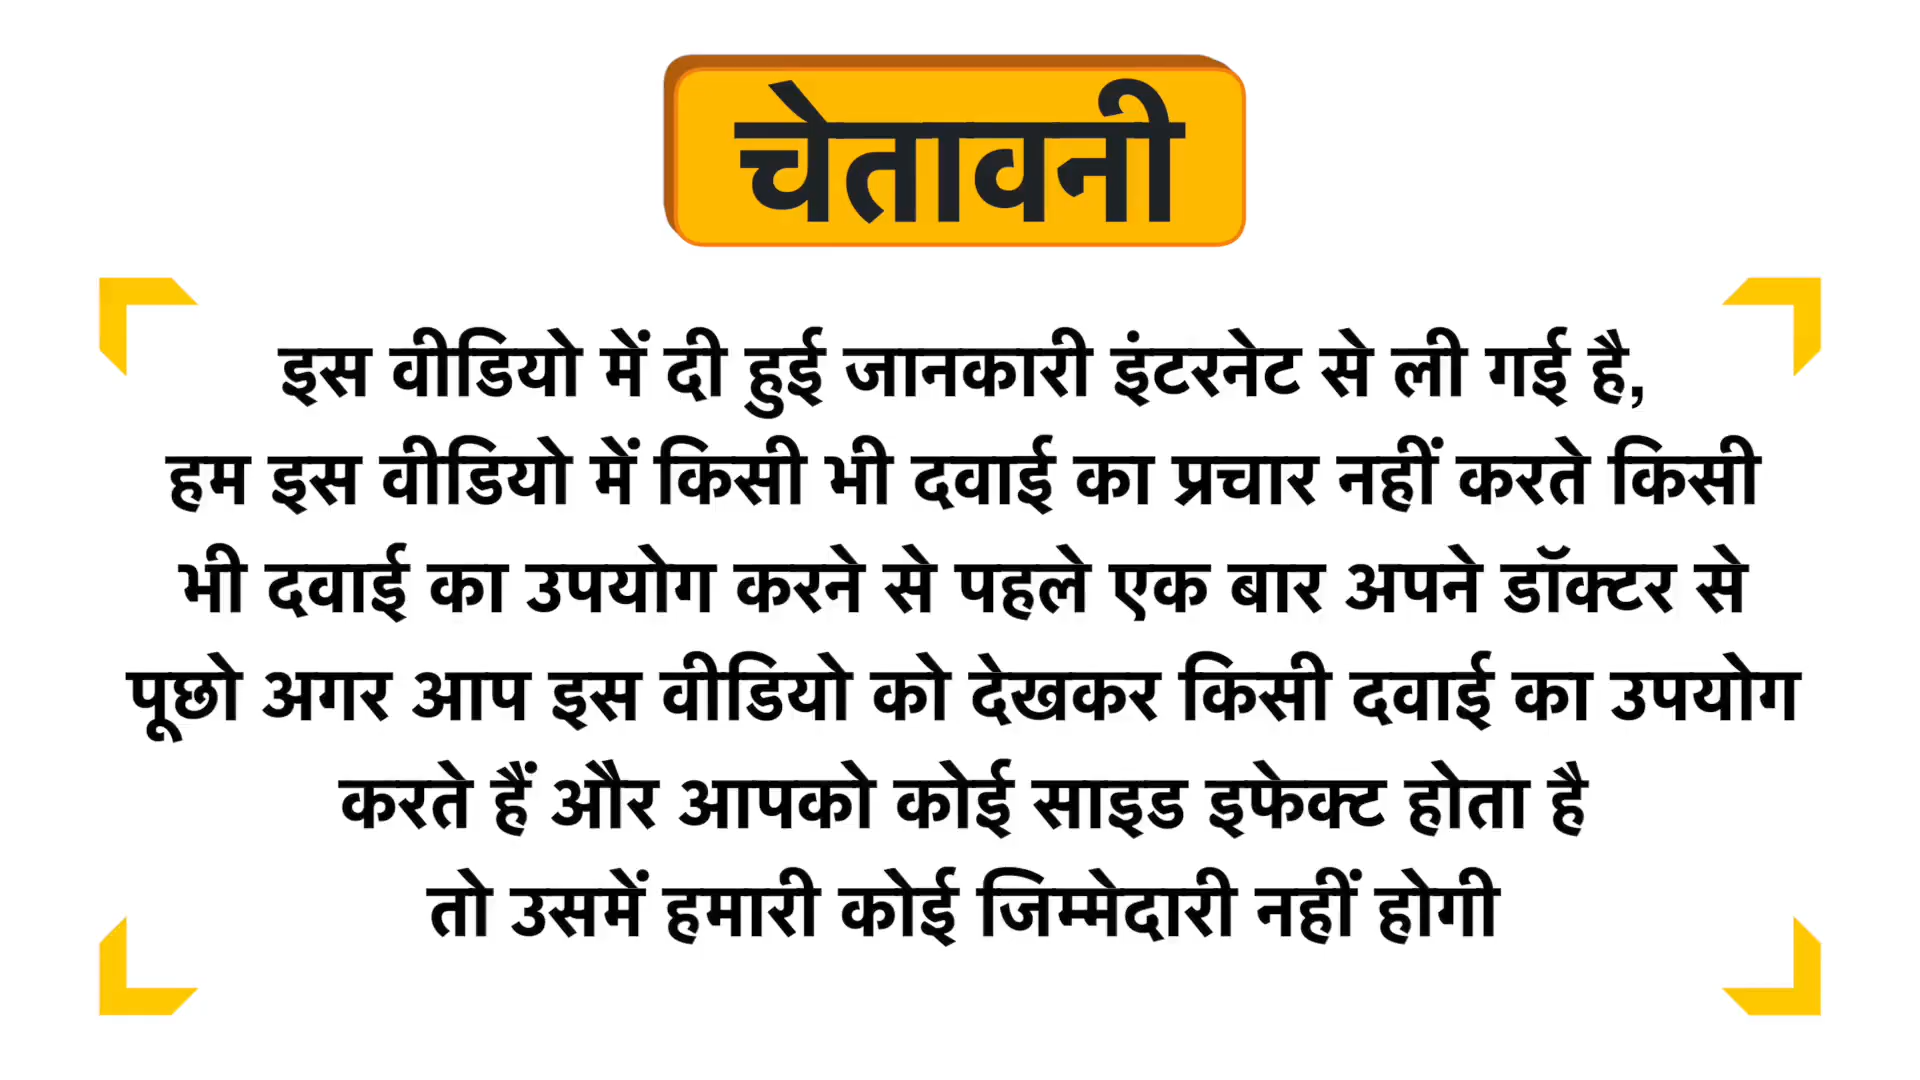 चेतावनी
इस वीडियो में दी हुई जानकारी इंटरनेट से ली गई है,
हम इस वीडियो में किसी भी दवाई का प्रचार नहीं करते किसी
भी दवाई का उपयोग करने से पहले एक बार अपने डॉक्टर से
पूछो अगर आप इस वीडियो को देखकर किसी दवाई का उपयोग
करते हैं और आपको कोई साइड इफेक्ट होता है
तो उसमें हमारी कोई जिम्मेदारी नहीं होगी